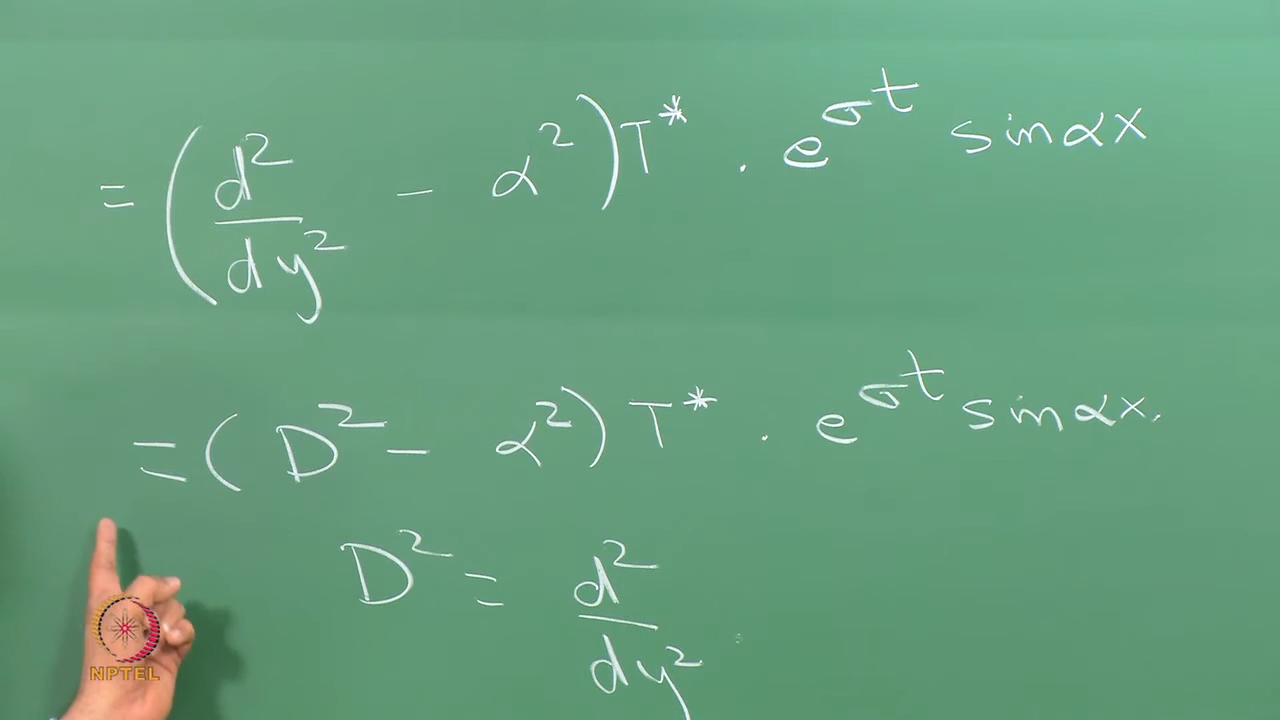 = (d²/dy² - α²) T* . e^σt sin αx
= (D² - α²) T* . e^σt sin αx.
D² = d²/dy²
NPTEL